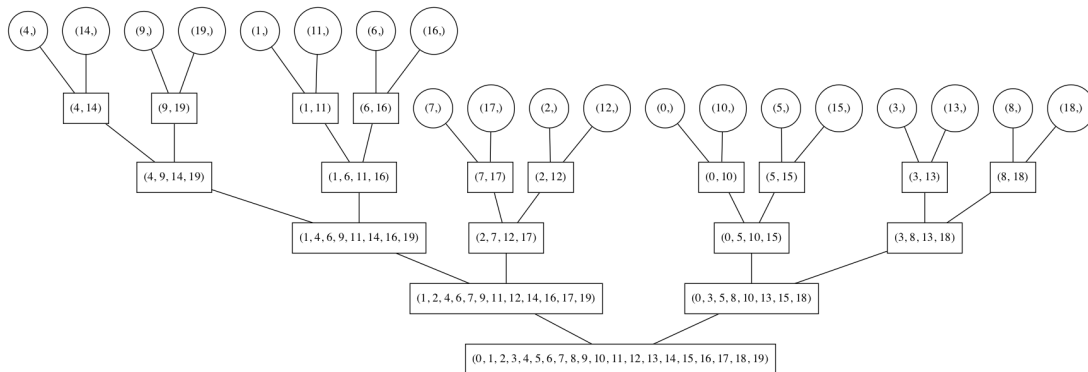 (4,) (14,) (9,) (19,) (1,) (11,) (6,) (16,)
(4, 14) (9, 19) (1, 11) (6, 16)
(7,) (17,) (2,) (12,) (0,) (10,) (5,) (15,) (3,) (13,) (8,) (18,)
(4, 9, 14, 19) (1, 6, 11, 16) (7, 17) (2, 12) (0, 10) (5, 15) (3, 13) (8, 18)
(1, 4, 6, 9, 11, 14, 16, 19) (2, 7, 12, 17) (0, 5, 10, 15) (3, 8, 13, 18)
(1, 2, 4, 6, 7, 9, 11, 12, 14, 16, 17, 19) (0, 3, 5, 8, 10, 13, 15, 18)
(0, 1, 2, 3, 4, 5, 6, 7, 8, 9, 10, 11, 12, 13, 14, 15, 16, 17, 18, 19)